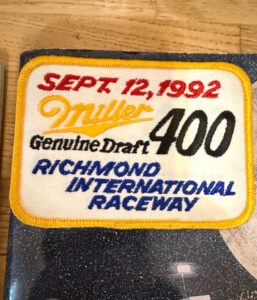 SEPT. 12, 1992
Miller
Genuine Draft 400
RICHMOND
INTERNATIONAL
RACEWAY